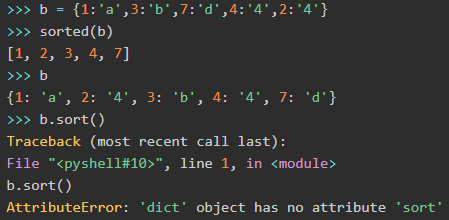 >>> b = {1:'a',3:'b',7:'d',4:'4',2:'4'}
>>> sorted(b)
[1, 2, 3, 4, 7]
>>> b
{1: 'a', 2: '4', 3: 'b', 4: '4', 7: 'd'}
>>> b.sort()
Traceback (most recent call last):
File "<pyshell#10>", line 1, in <module>
b.sort()
AttributeError: 'dict' object has no attribute 'sort'